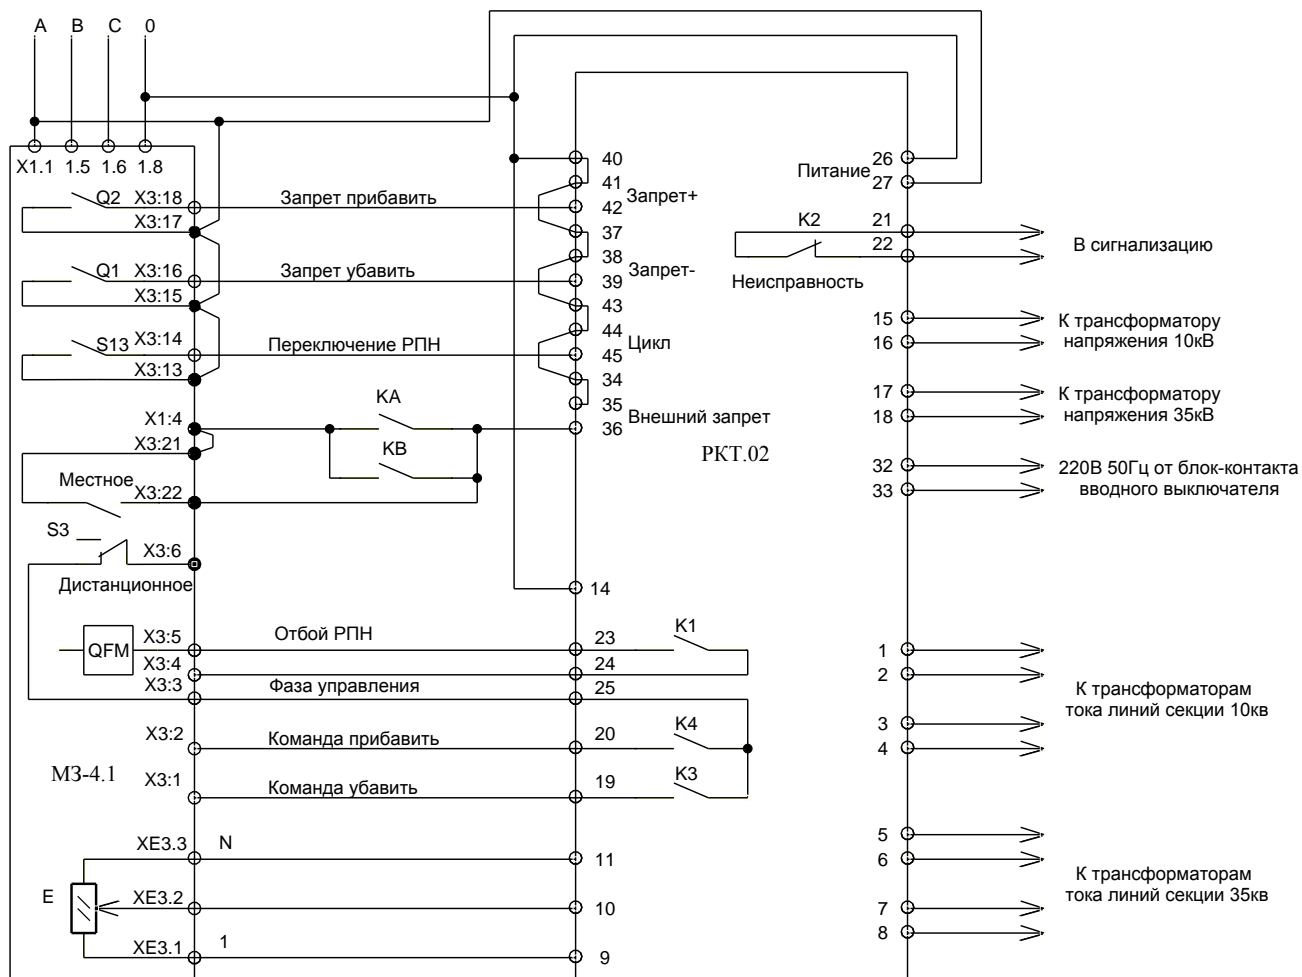 A B C 0
X1.1 1.5 1.6 1.8
40
Питание 26
41
27
Q2 X3:18 Запрет прибавить 42 Запрет+
X3:17
37
K2 21
22
В сигнализацию
38
Q1 X3:16 Запрет убавить 39 Запрет-
Неисправность
X3:15
43
15 К трансформатору
16 напряжения 10кВ
44
S13 X3:14 Переключение РПН 45 Цикл
X3:13
34
17 К трансформатору
18 напряжения 35кВ
35
X1:4 KA 36 Внешний запрет
X3:21 KB
РКТ.02
32 220В 50Гц от блок-контакта
33 вводного выключателя
Местное X3:22
S3 X3:6
Дистанционное
14
QFM X3:5 Отбой РПН 23 K1
X3:4 24
X3:3 Фаза управления 25
1
2
К трансформаторам
тока линий секции 10кв
3
4
X3:2 Команда прибавить 20 K4
МЗ-4.1
X3:1 Команда убавить 19 K3
XE3.3 N 11
E XE3.2 10
XE3.1 1 9
5
6
К трансформаторам
тока линий секции 35кв
7
8